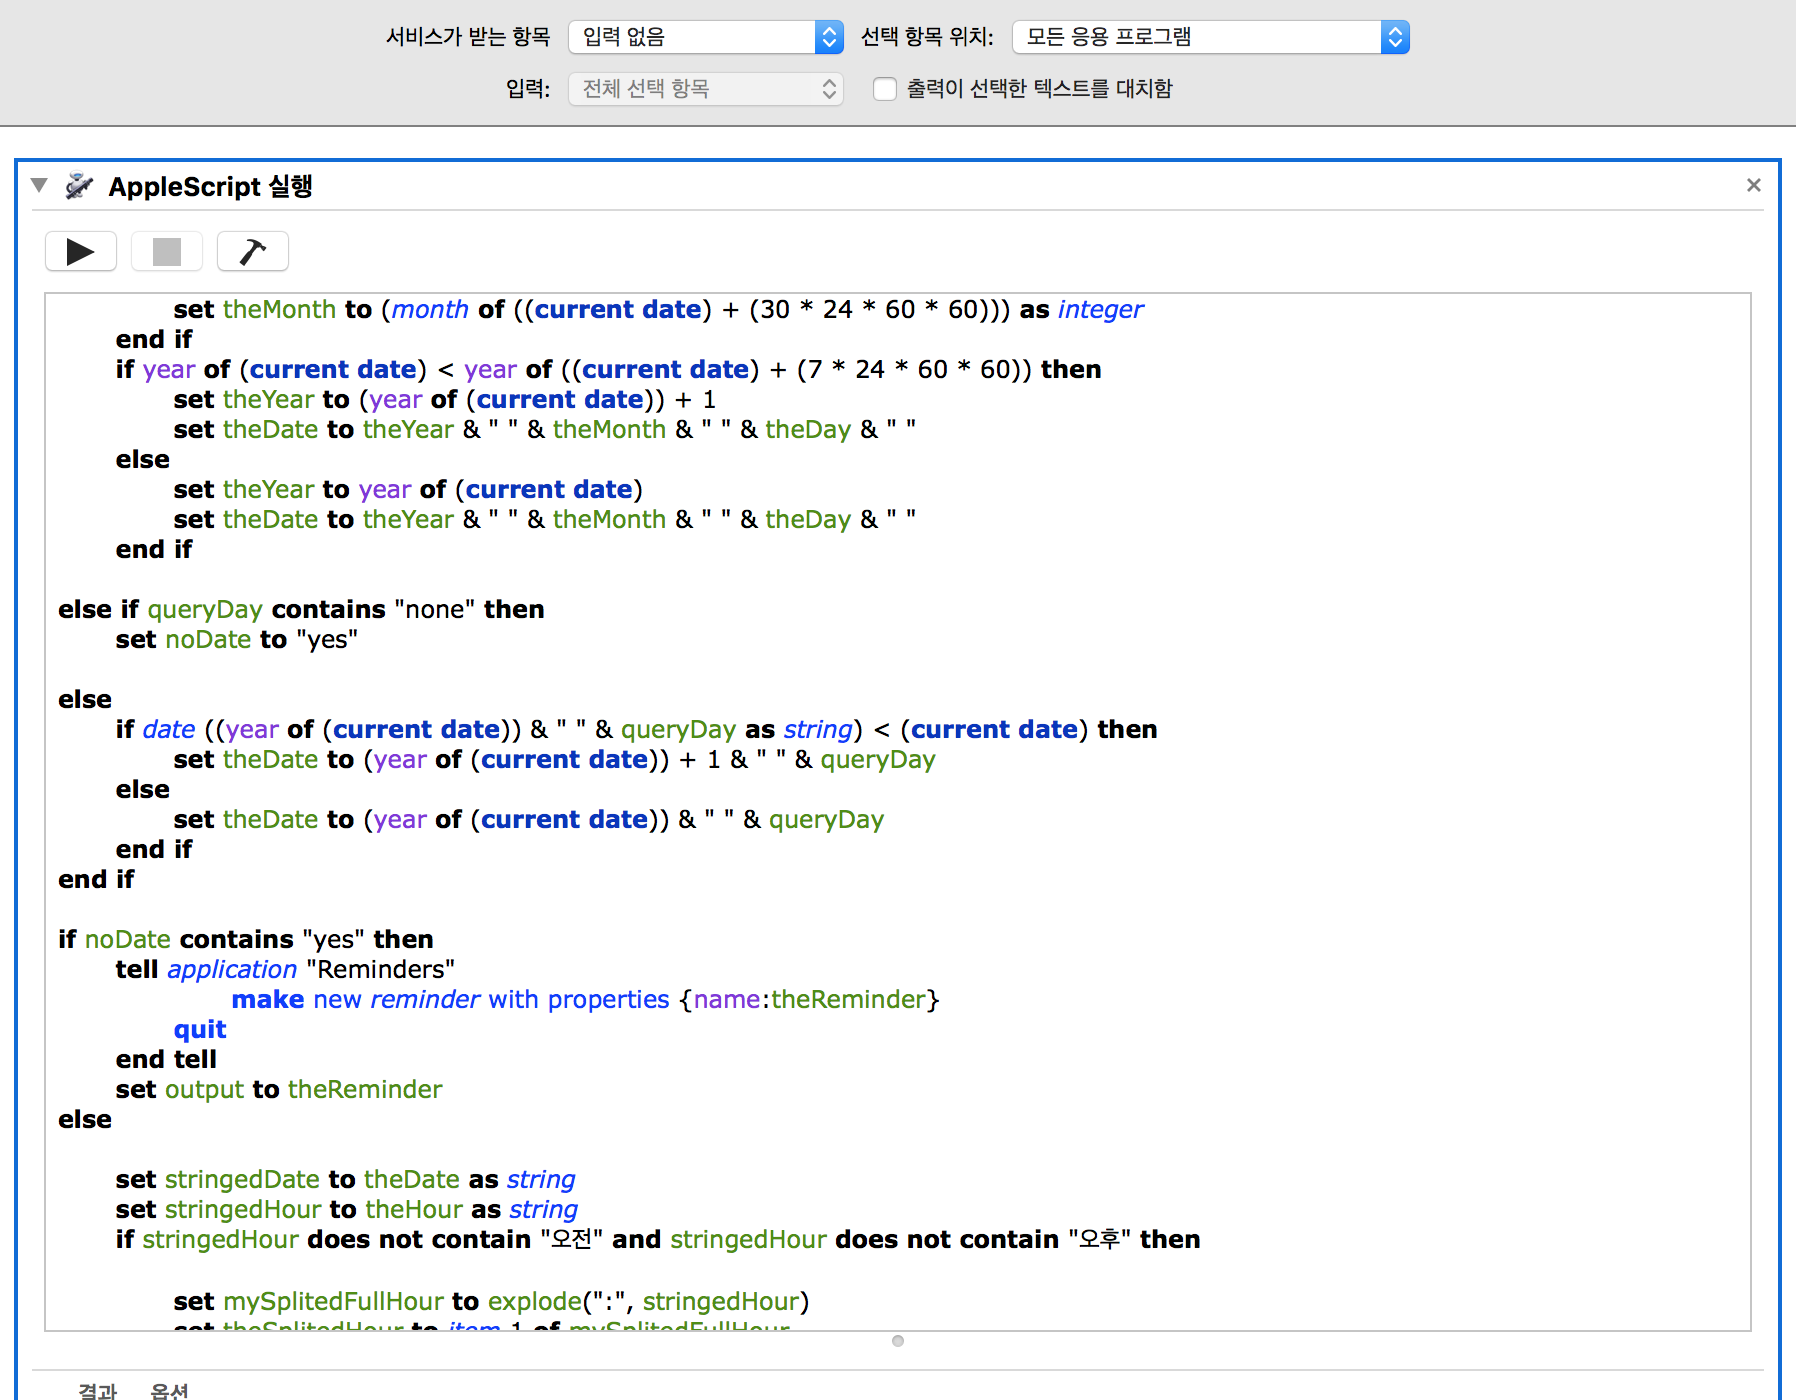 서비스가 받는 항목 입력 없음 선택 항목 위치: 모든 응용 프로그램
입력: 전체 선택 항목 출력이 선택한 텍스트를 대치함
AppleScript 실행
set theMonth to (month of ((current date) + (30 * 24 * 60 * 60))) as integer
end if
if year of (current date) < year of ((current date) + (7 * 24 * 60 * 60)) then
set theYear to (year of (current date)) + 1
set theDate to theYear & " " & theMonth & " " & theDay & " "
else
set theYear to year of (current date)
set theDate to theYear & " " & theMonth & " " & theDay & " "
end if
else if queryDay contains "none" then
set noDate to "yes"
else
if date ((year of (current date)) & " " & queryDay as string) < (current date) then
set theDate to (year of (current date)) + 1 & " " & queryDay
else
set theDate to (year of (current date)) & " " & queryDay
end if
end if
if noDate contains "yes" then
tell application "Reminders"
make new reminder with properties {name:theReminder}
quit
end tell
set output to theReminder
else
set stringedDate to theDate as string
set stringedHour to theHour as string
if stringedHour does not contain "오전" and stringedHour does not contain "오후" then
set mySplitedFullHour to explode(":", stringedHour)
set theSplitedHour to item 1 of mySplitedFullHour
결과 옵션